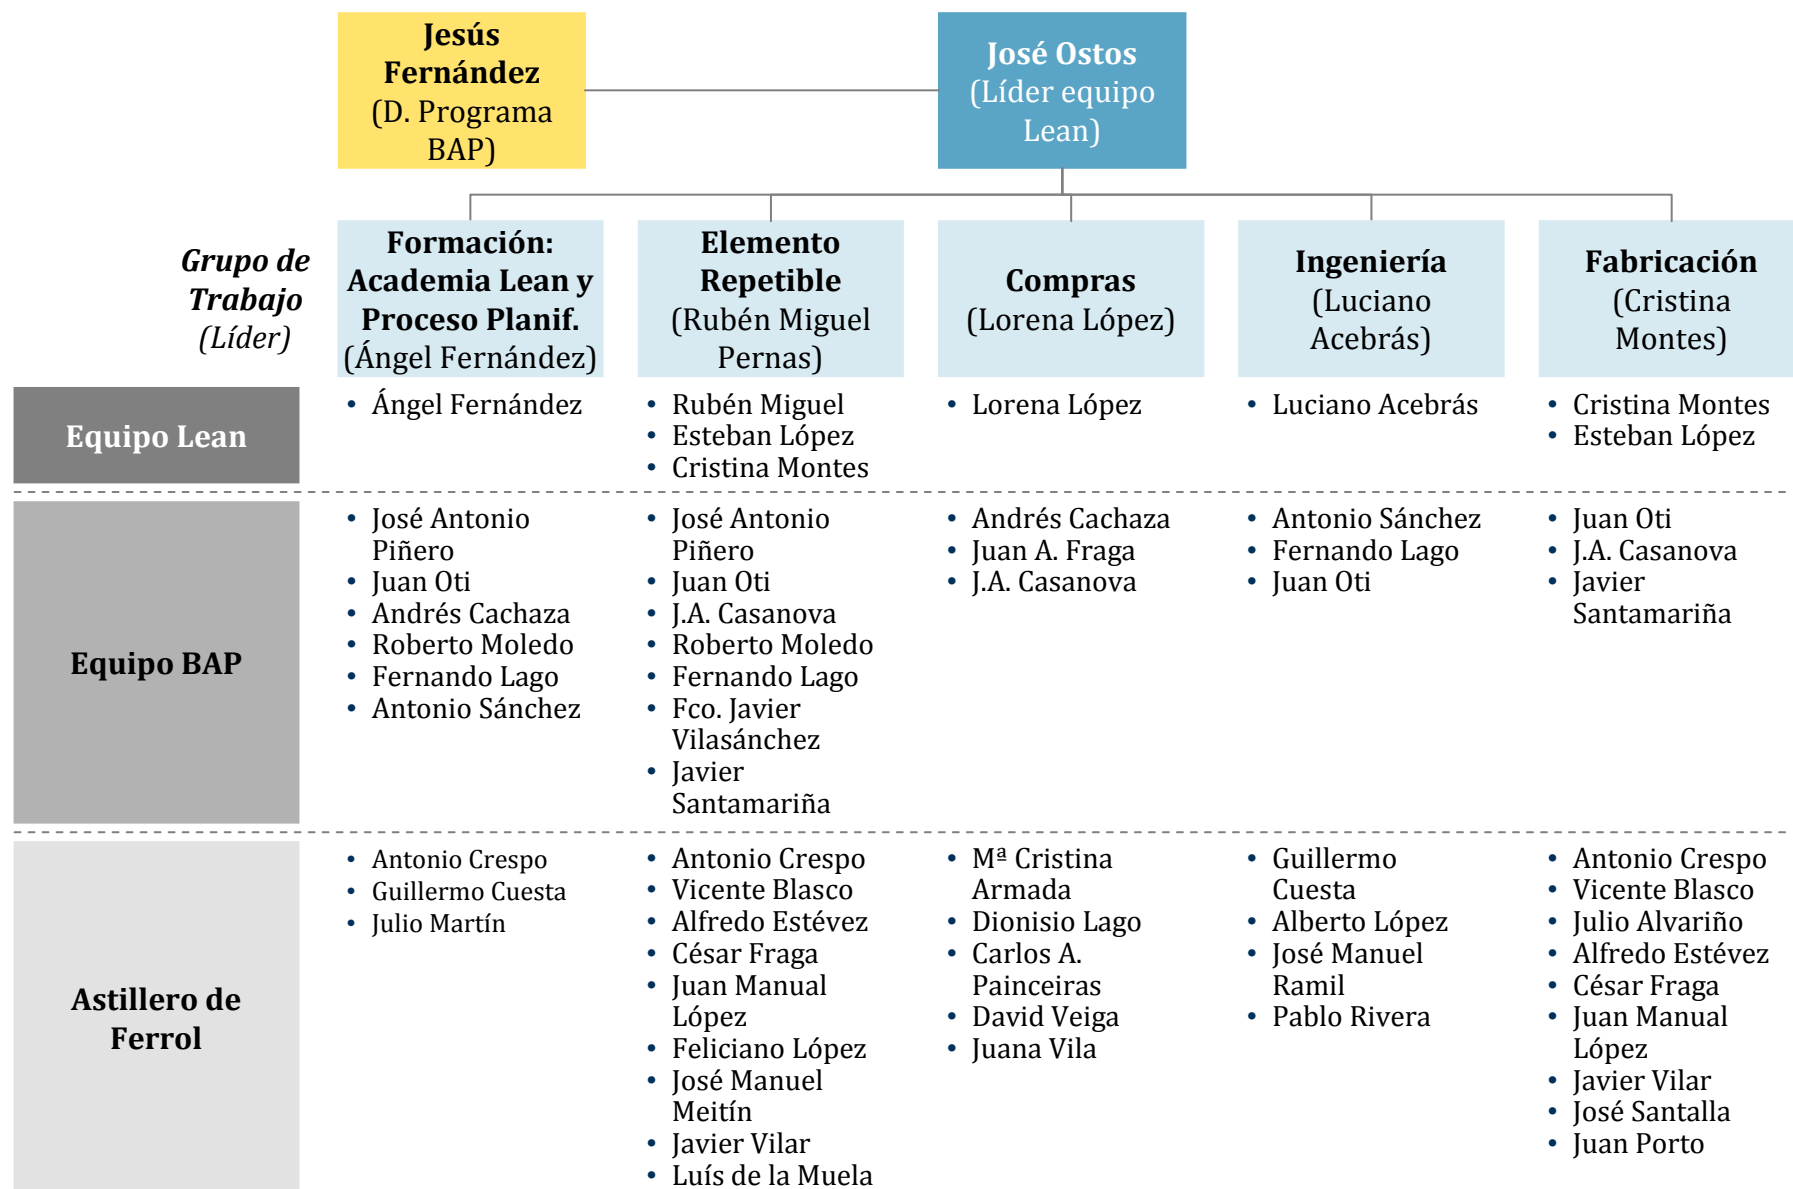 Jesús
Fernández
(D. Programa
BAP)
José Ostos
(Líder equipo
Lean)
Grupo de
Trabajo
(Líder)
Formación:
Academia Lean y
Proceso Planif.
(Ángel Fernández)
Elemento
Repetible
(Rubén Miguel
Pernas)
Compras
(Lorena López)
Ingeniería
(Luciano
Acebrás)
Fabricación
(Cristina
Montes)
Equipo Lean
• Ángel Fernández
• Rubén Miguel
• Esteban López
• Cristina Montes
• Lorena López
• Luciano Acebrás
• Cristina Montes
• Esteban López
Equipo BAP
• José Antonio
Piñero
• Juan Oti
• Andrés Cachaza
• Roberto Moledo
• Fernando Lago
• Antonio Sánchez
• José Antonio
Piñero
• Juan Oti
• J.A. Casanova
• Roberto Moledo
• Fernando Lago
• Fco. Javier
Vilasánchez
• Javier
Santamariña
• Andrés Cachaza
• Juan A. Fraga
• J.A. Casanova
• Antonio Sánchez
• Fernando Lago
• Juan Oti
• Juan Oti
• J.A. Casanova
• Javier
Santamariña
Astillero de
Ferrol
• Antonio Crespo
• Guillermo Cuesta
• Julio Martín
• Antonio Crespo
• Vicente Blasco
• Alfredo Estévez
• César Fraga
• Juan Manual
López
• Feliciano López
• José Manuel
Meitín
• Javier Vilar
• Luís de la Muela
• Mª Cristina
Armada
• Dionisio Lago
• Carlos A.
Painceiras
• David Veiga
• Juana Vila
• Guillermo
Cuesta
• Alberto López
• José Manuel
Ramil
• Pablo Rivera
• Antonio Crespo
• Vicente Blasco
• Julio Alvariño
• Alfredo Estévez
• César Fraga
• Juan Manual
López
• Javier Vilar
• José Santalla
• Juan Porto